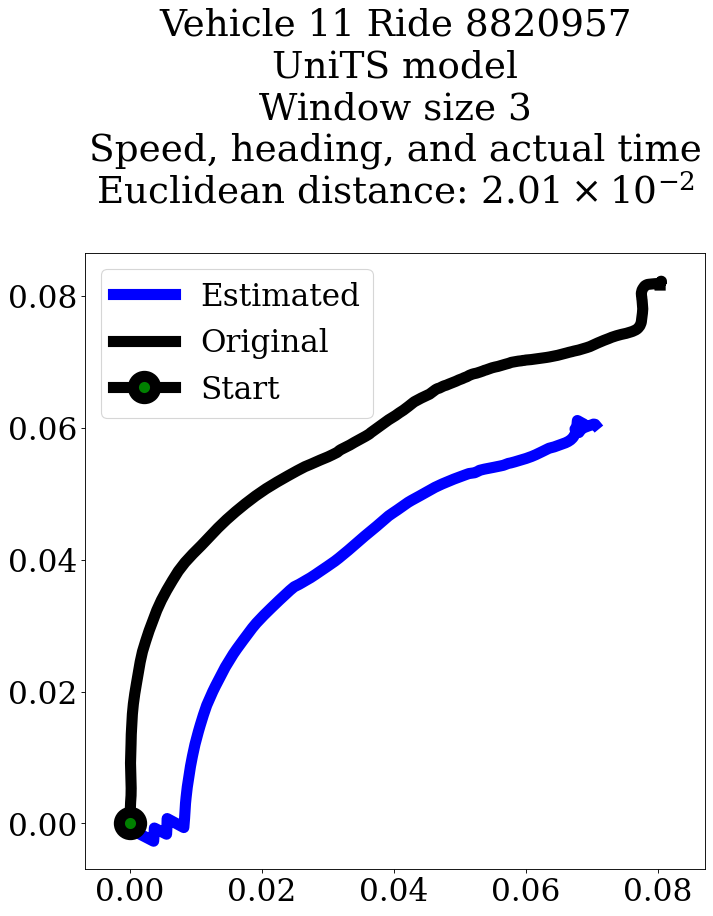 Vehicle 11 Ride 8820957
UniTS model
Window size 3
Speed, heading, and actual time
Euclidean distance: 2.01 × 10⁻²
Estimated
Original
Start
0.08
0.06
0.04
0.02
0.00
0.00 0.02 0.04 0.06 0.08